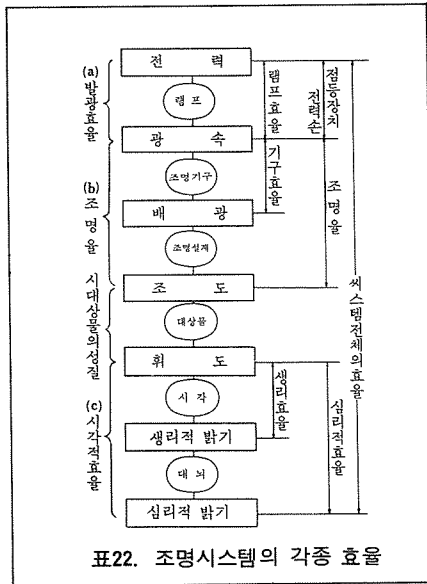 전 력
램 프
광 속
조명기구
배 광
조명실재
조 도
대상물
휘 도
시 각
생리적 밝기
대 뇌
심리적 밝기
(a) 발광효율
(b) 조명율
시대상물의성질
(c) 시각적효율
램프효율
기구효율
점등장치
전력손
조명율
생리효율
심리적효율
씨스템전체의효율
표22. 조명시스템의 각종 효율